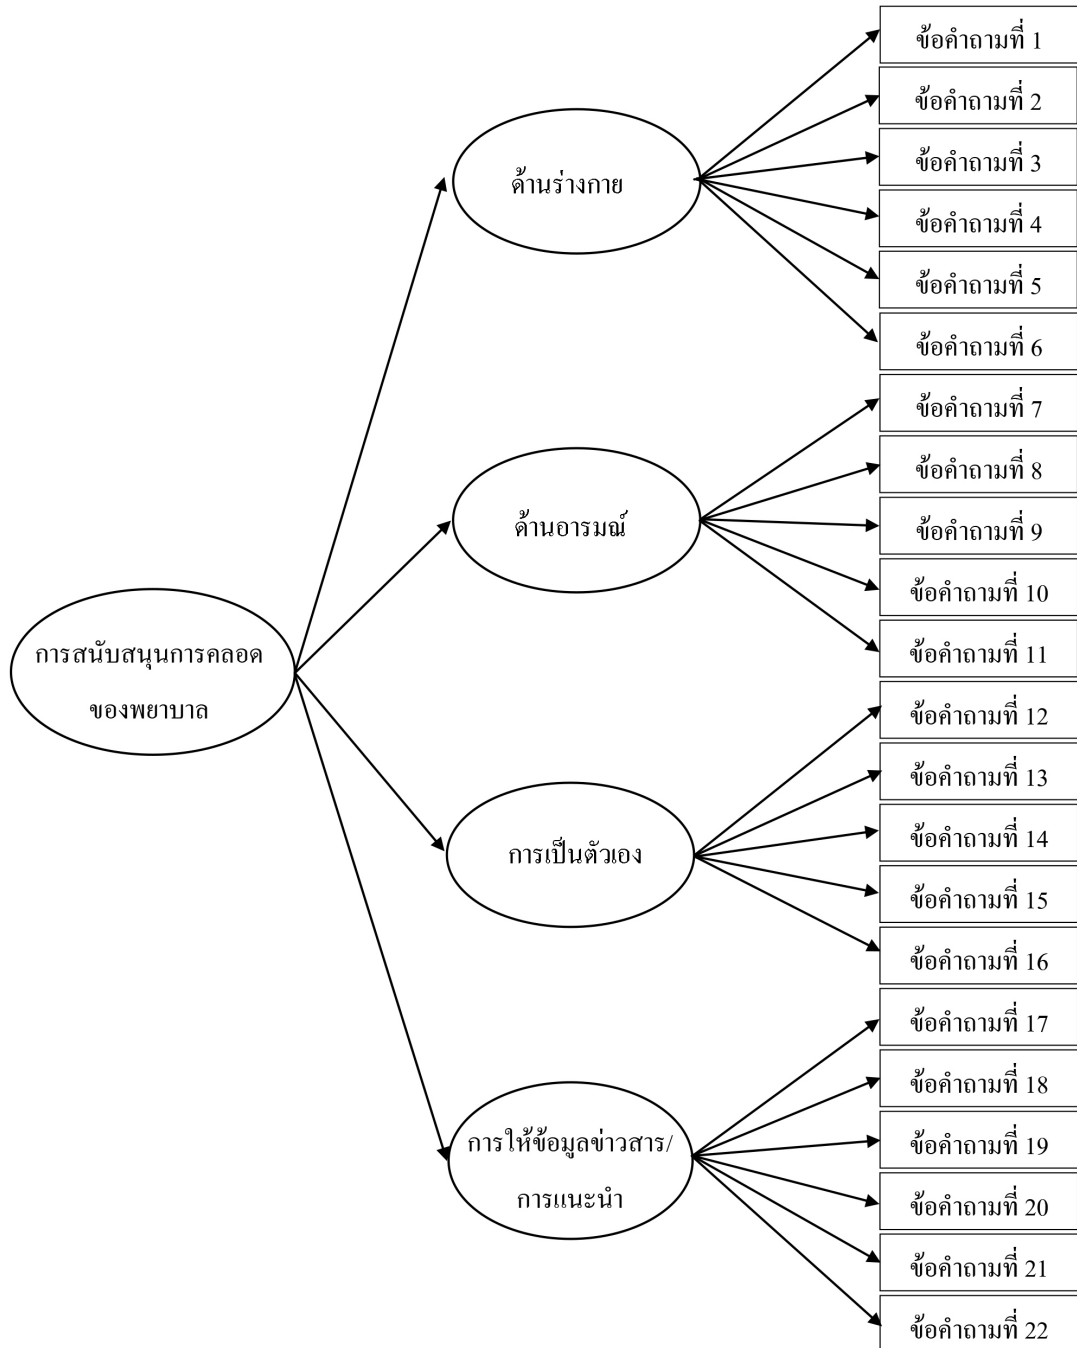 ข้อคำถามที่ 1
ข้อคำถามที่ 2
ข้อคำถามที่ 3
ข้อคำถามที่ 4
ข้อคำถามที่ 5
ข้อคำถามที่ 6
ด้านร่างกาย
ข้อคำถามที่ 7
ข้อคำถามที่ 8
ข้อคำถามที่ 9
ข้อคำถามที่ 10
ข้อคำถามที่ 11
ด้านอารมณ์
การสนับสนุนการคลอด
ของพยาบาล
ข้อคำถามที่ 12
ข้อคำถามที่ 13
ข้อคำถามที่ 14
ข้อคำถามที่ 15
ข้อคำถามที่ 16
การเป็นตัวเอง
ข้อคำถามที่ 17
ข้อคำถามที่ 18
ข้อคำถามที่ 19
ข้อคำถามที่ 20
ข้อคำถามที่ 21
ข้อคำถามที่ 22
การให้ข้อมูลข่าวสาร/
การแนะนำ